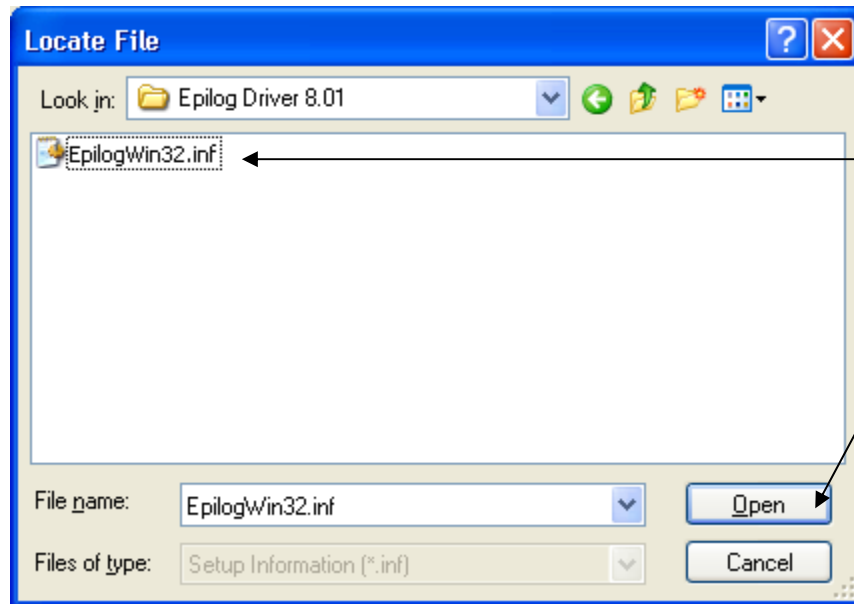 Locate File
Look in: Epilog Driver 8.01
EpilogWin32.inf
File name: EpilogWin32.inf Open
Files of type: Setup Information (*.inf) Cancel